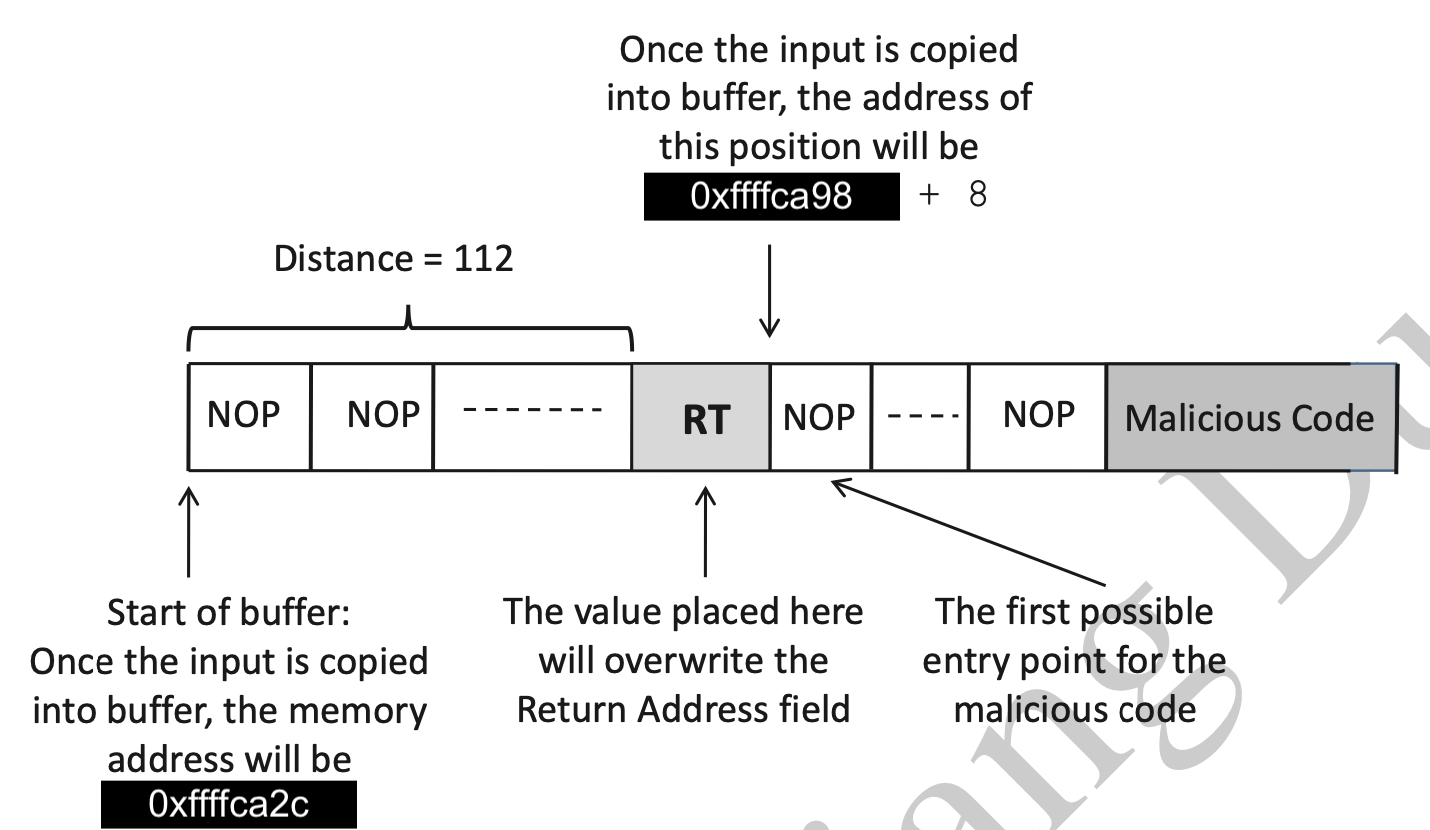 Once the input is copied
into buffer, the address of
this position will be
0xffffca98 + 8
Distance = 112
NOP NOP ------- RT NOP ---- NOP Malicious Code
Start of buffer:
Once the input is copied
into buffer, the memory
address will be
0xffffca2c
The value placed here
will overwrite the
Return Address field
The first possible
entry point for the
malicious code